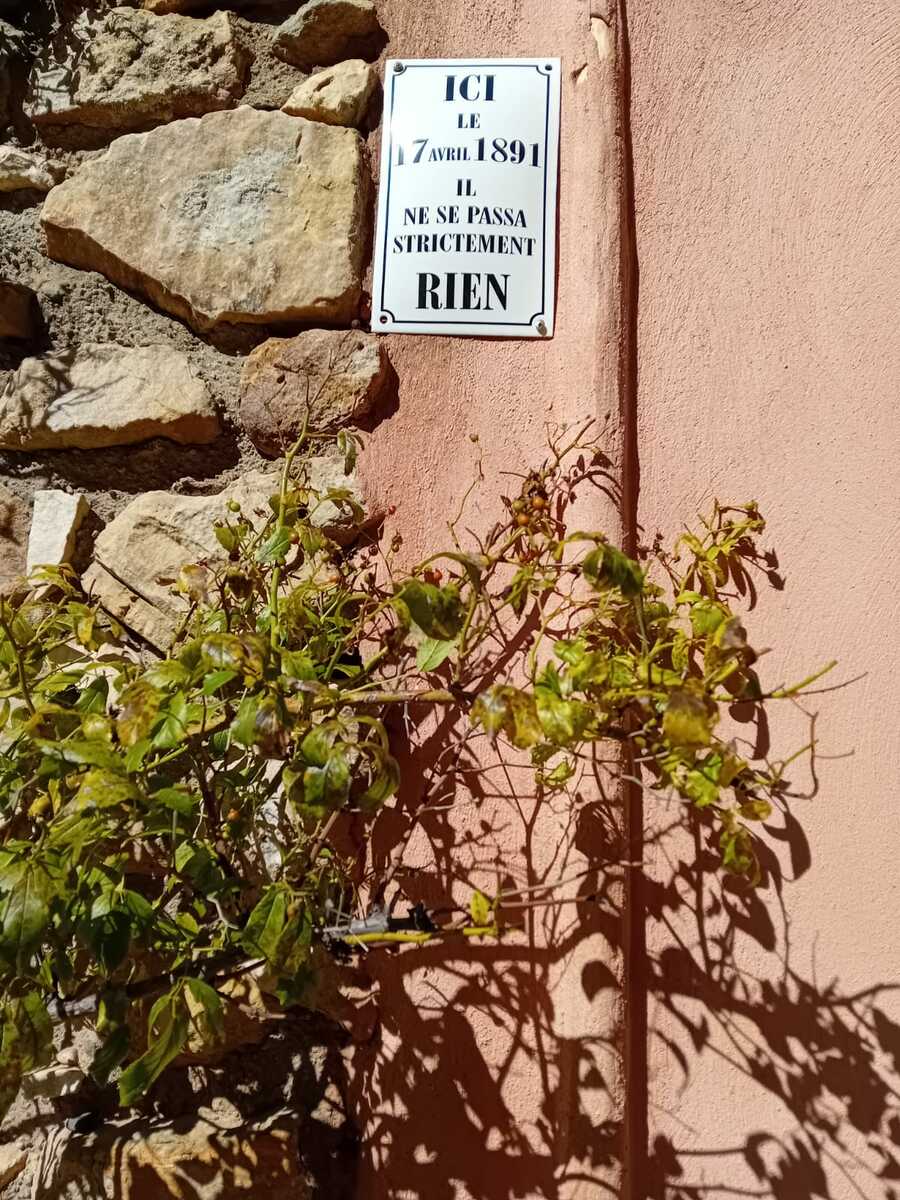 ICI
LE
17 AVRIL 1891
IL
NE SE PASSA
STRICTEMENT
RIEN